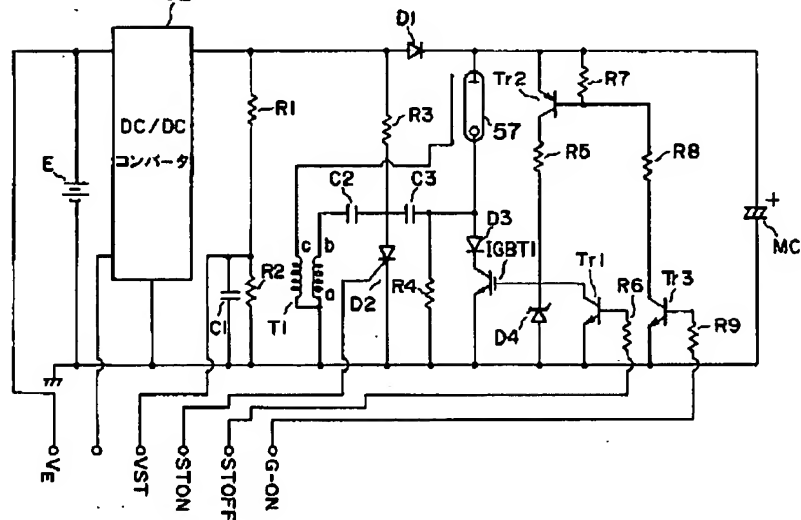 D1
DC/DC
コンバータ
E
R1
R3
57
Tr2
R7
R5
R8
C2
C3
+
MC
D3
IGBT1
c
b
a
R2
C1
T1
D2
R4
D4
Tr1
R6
Tr3
R9
VE
VST
STON
STOFF
G-ON